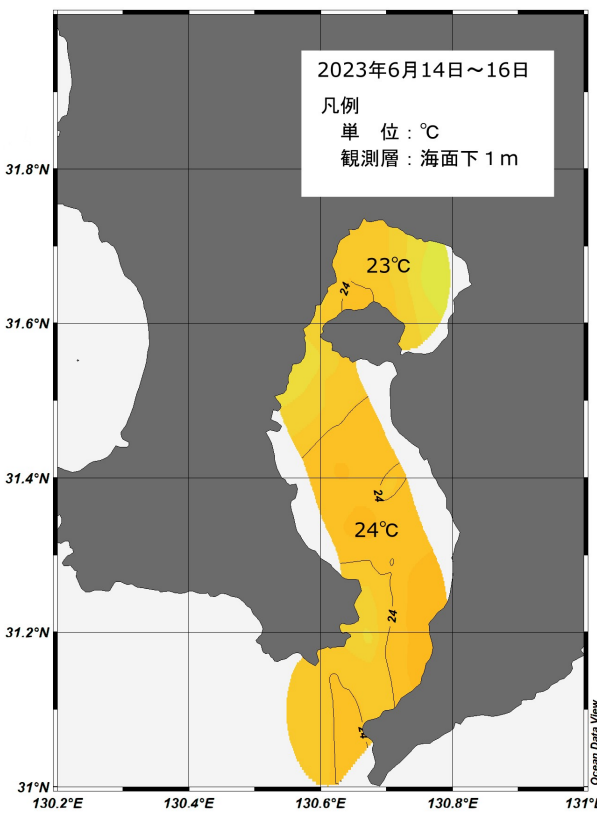 2023年6月14日～16日
凡例
単　位：℃
観測層：海面下１ｍ
31.8°N
23℃
24
31.6°N
31.4°N
24
24℃
24
31.2°N
24
31°N
130.2°E
130.4°E
130.6°E
130.8°E
131°E
Ocean Data View